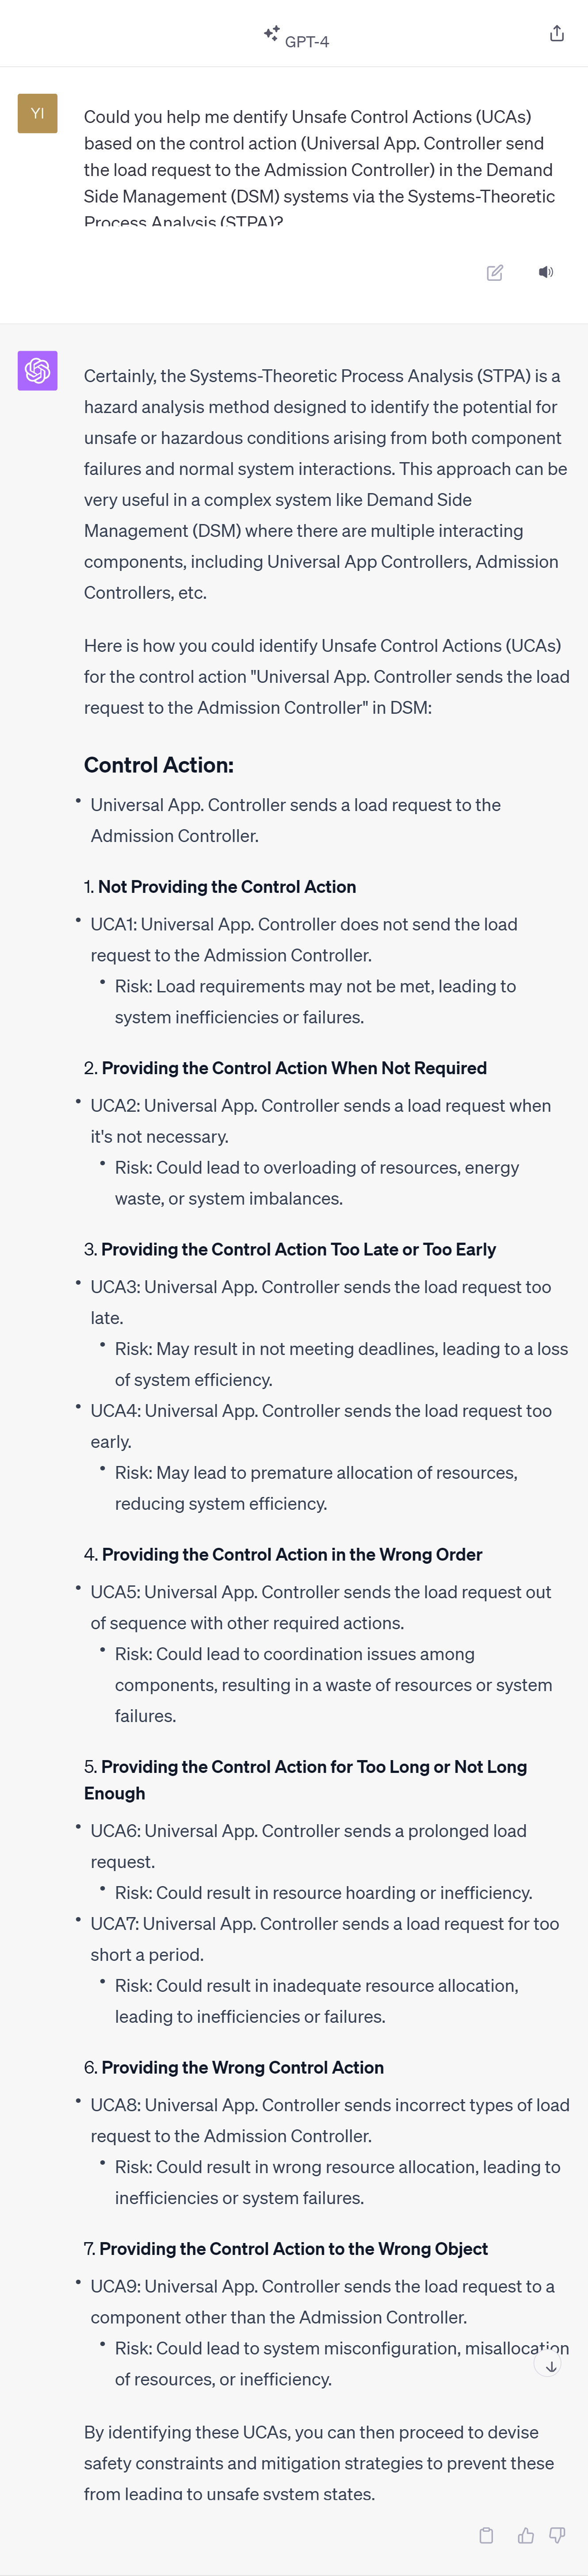 GPT-4
YI
Could you help me dentify Unsafe Control Actions (UCAs)
based on the control action (Universal App. Controller send
the load request to the Admission Controller) in the Demand
Side Management (DSM) systems via the Systems-Theoretic
Process Analysis (STPA)?
Certainly, the Systems-Theoretic Process Analysis (STPA) is a
hazard analysis method designed to identify the potential for
unsafe or hazardous conditions arising from both component
failures and normal system interactions. This approach can be
very useful in a complex system like Demand Side
Management (DSM) where there are multiple interacting
components, including Universal App Controllers, Admission
Controllers, etc.
Here is how you could identify Unsafe Control Actions (UCAs)
for the control action "Universal App. Controller sends the load
request to the Admission Controller" in DSM:
Control Action:
• Universal App. Controller sends a load request to the
Admission Controller.
1. Not Providing the Control Action
• UCA1: Universal App. Controller does not send the load
request to the Admission Controller.
• Risk: Load requirements may not be met, leading to
system inefficiencies or failures.
2. Providing the Control Action When Not Required
• UCA2: Universal App. Controller sends a load request when
it's not necessary.
• Risk: Could lead to overloading of resources, energy
waste, or system imbalances.
3. Providing the Control Action Too Late or Too Early
• UCA3: Universal App. Controller sends the load request too
late.
• Risk: May result in not meeting deadlines, leading to a loss
of system efficiency.
• UCA4: Universal App. Controller sends the load request too
early.
• Risk: May lead to premature allocation of resources,
reducing system efficiency.
4. Providing the Control Action in the Wrong Order
• UCA5: Universal App. Controller sends the load request out
of sequence with other required actions.
• Risk: Could lead to coordination issues among
components, resulting in a waste of resources or system
failures.
5. Providing the Control Action for Too Long or Not Long
Enough
• UCA6: Universal App. Controller sends a prolonged load
request.
• Risk: Could result in resource hoarding or inefficiency.
• UCA7: Universal App. Controller sends a load request for too
short a period.
• Risk: Could result in inadequate resource allocation,
leading to inefficiencies or failures.
6. Providing the Wrong Control Action
• UCA8: Universal App. Controller sends incorrect types of load
request to the Admission Controller.
• Risk: Could result in wrong resource allocation, leading to
inefficiencies or system failures.
7. Providing the Control Action to the Wrong Object
• UCA9: Universal App. Controller sends the load request to a
component other than the Admission Controller.
• Risk: Could lead to system misconfiguration, misallocation
of resources, or inefficiency.
By identifying these UCAs, you can then proceed to devise
safety constraints and mitigation strategies to prevent these
from leading to unsafe system states.